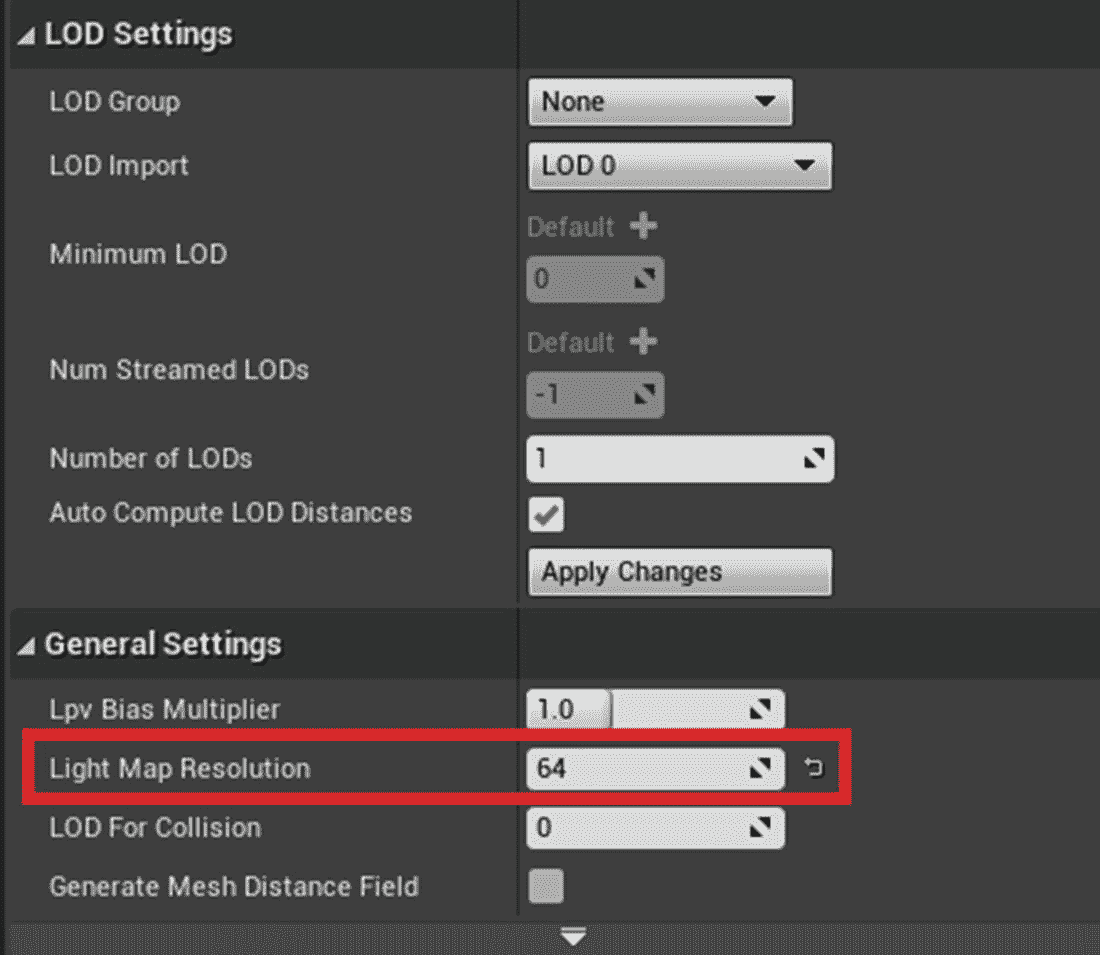 LOD Settings
LOD Group None
LOD Import LOD 0
Default
Minimum LOD
0
Default
Num Streamed LODs
-1
Number of LODs 1
Auto Compute LOD Distances
Apply Changes
General Settings
Lpv Bias Multiplier 1.0
Light Map Resolution 64
LOD For Collision 0
Generate Mesh Distance Field